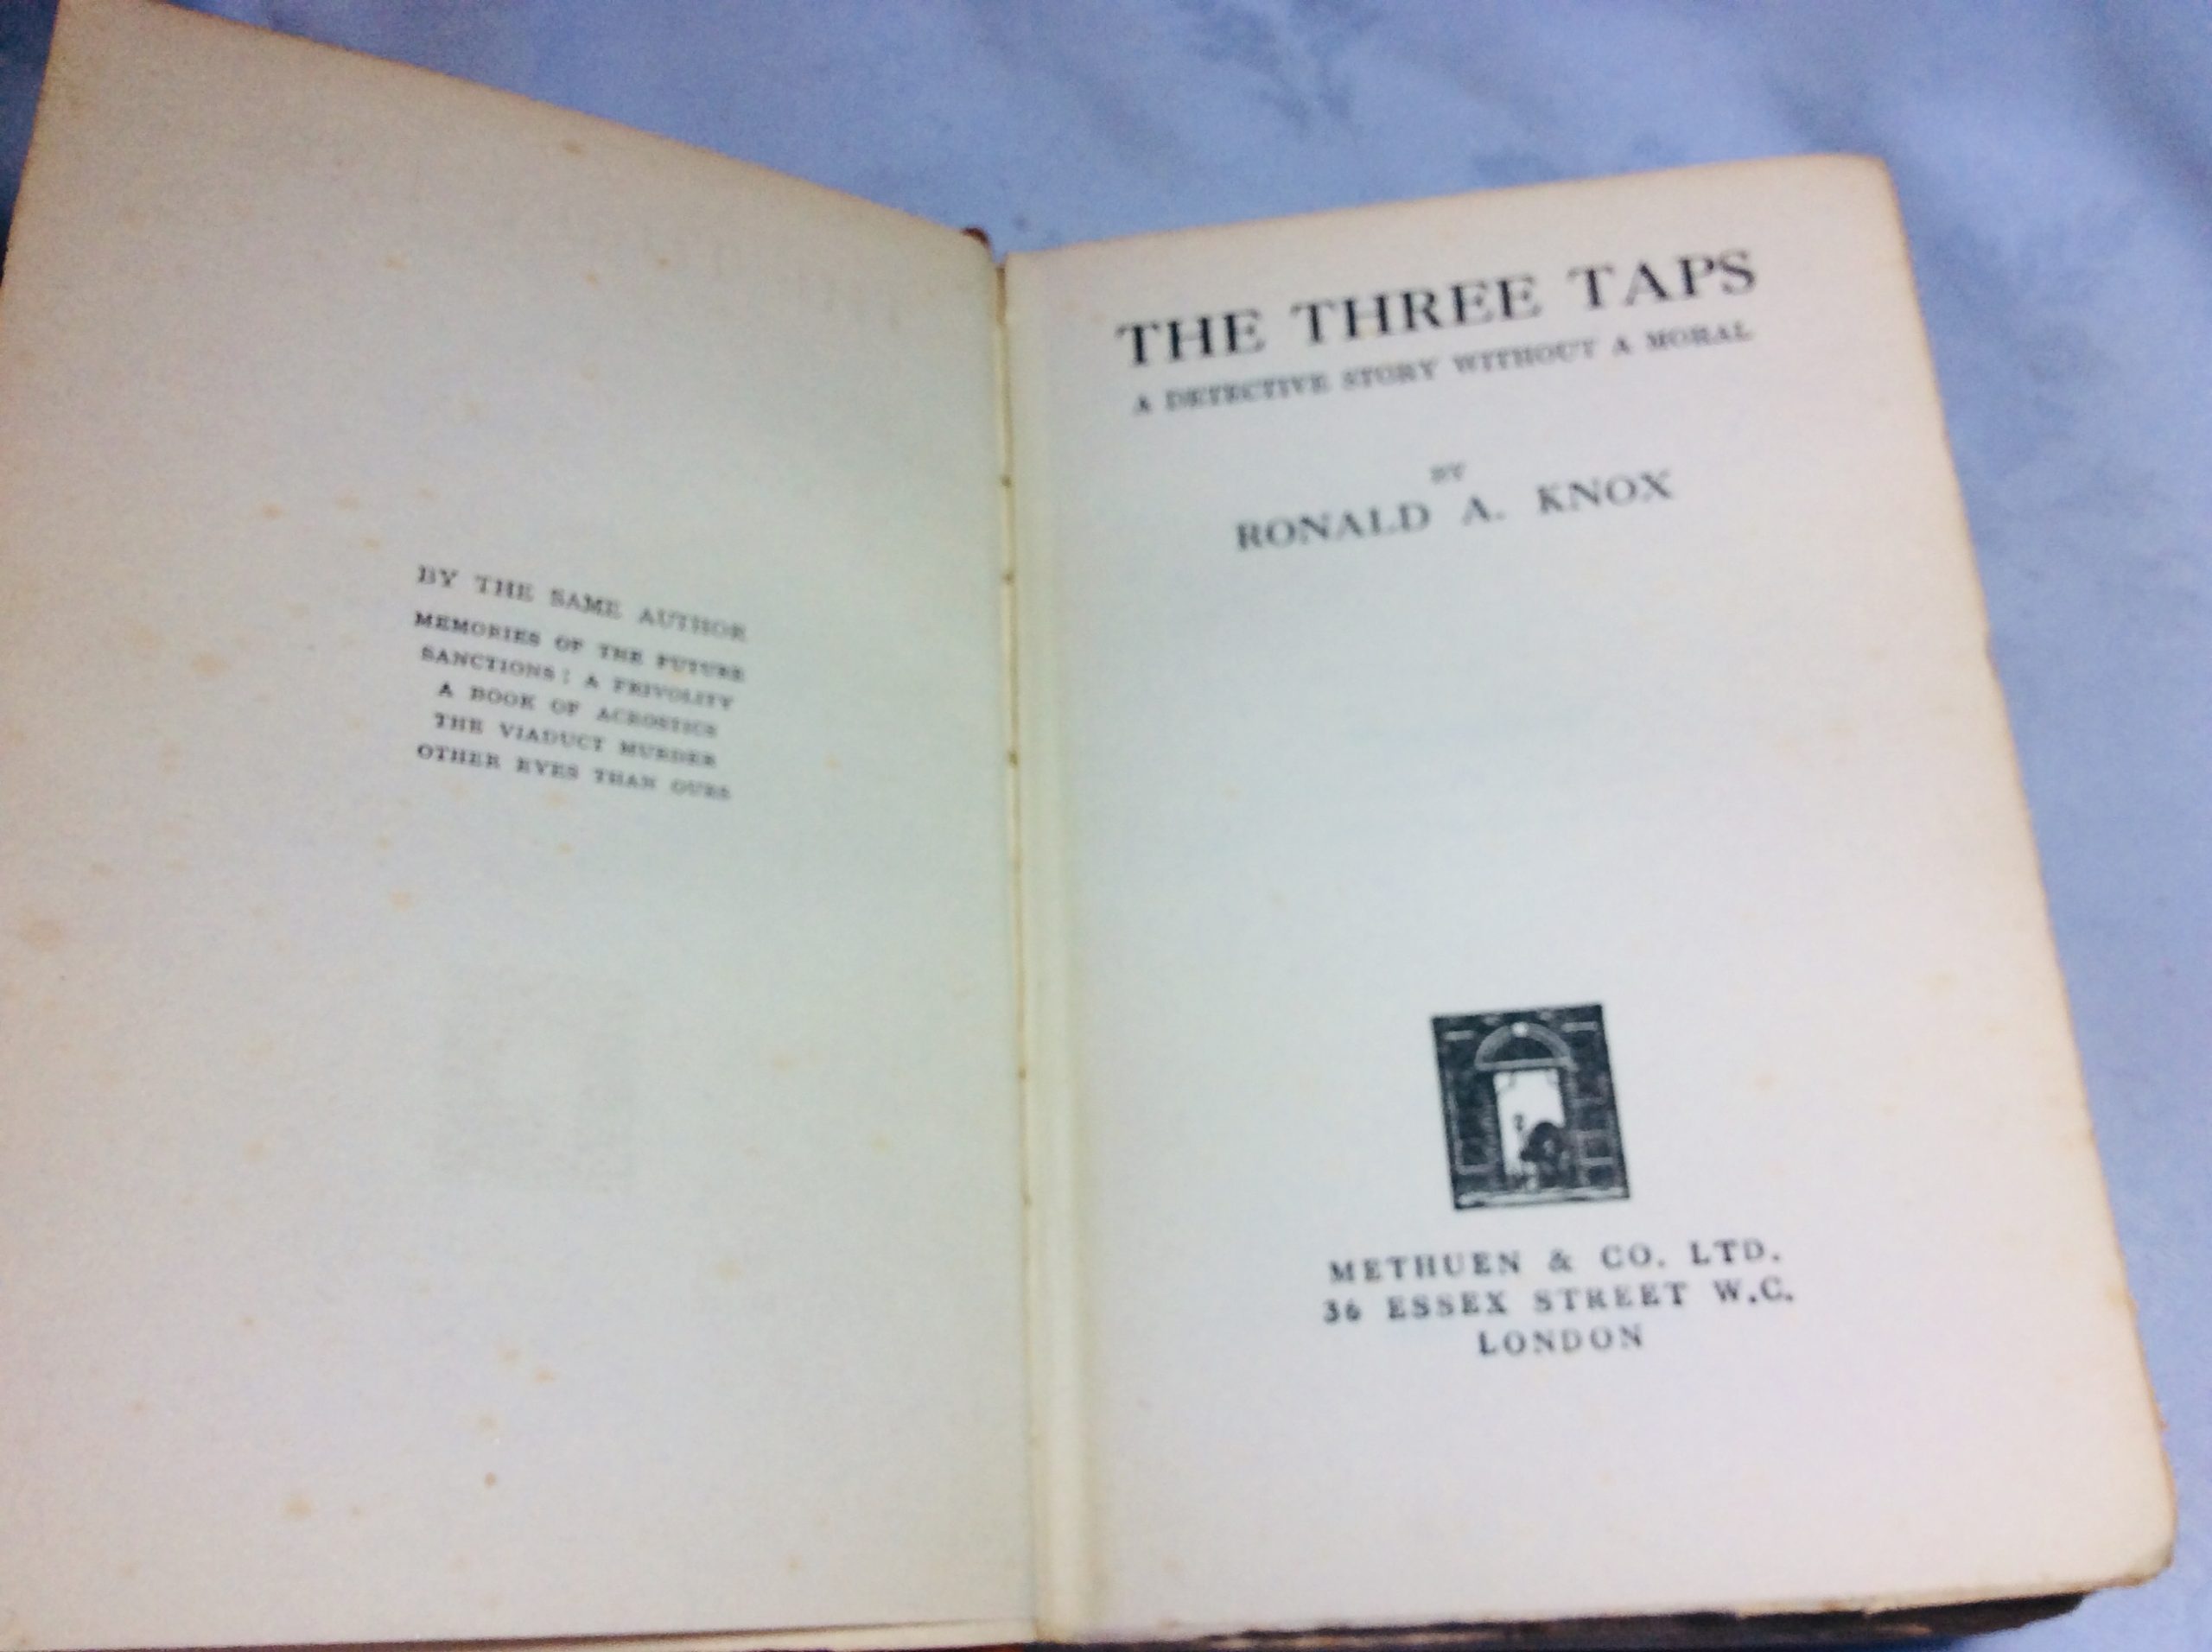 BY THE SAME AUTHOR
MEMORIES OF THE FUTURE
SANCTIONS: A FRIVOLITY
A BOOK OF ACROSTICS
THE VIADUCT MURDER
OTHER EYES THAN OURS
THE THREE TAPS
A DETECTIVE STORY WITHOUT A MORAL
BY
RONALD A. KNOX
METHUEN & CO. LTD.
36 ESSEX STREET W.C.
LONDON